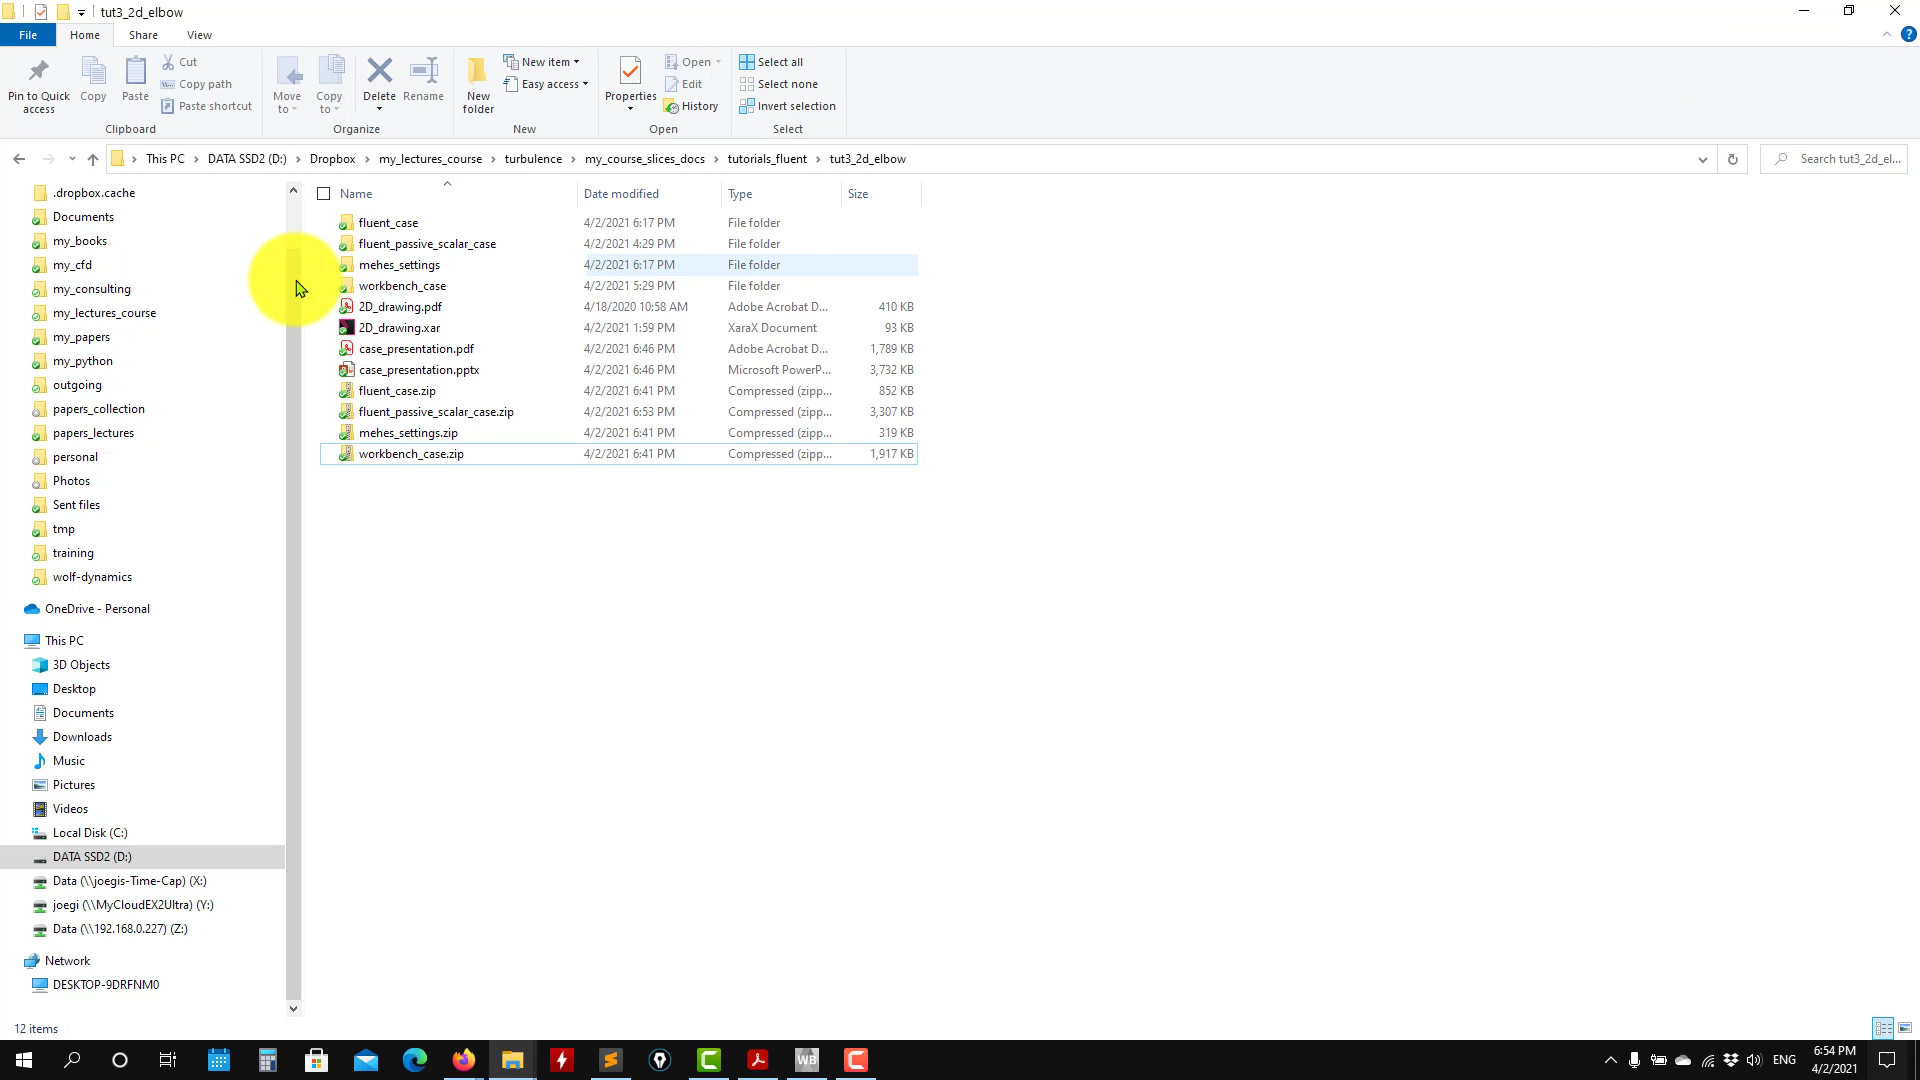 tut3_2d_elbow
File Home Share View
Pin to Quick access
Copy
Paste
Cut
Copy path
Paste shortcut
Clipboard
Move to
Copy to
Delete
Rename
Organize
New folder
New item
Easy access
New
Properties
Open
Edit
History
Open
Select all
Select none
Invert selection
Select
This PC DATA SSD2 (D:) Dropbox my_lectures_course turbulence my_course_slices_docs tutorials_fluent tut3_2d_elbow
Search tut3_2d_el...
.dropbox.cache
Documents
my_books
my_cfd
my_consulting
my_lectures_course
my_papers
my_python
outgoing
papers_collection
papers_lectures
personal
Photos
Sent files
tmp
training
wolf-dynamics
OneDrive - Personal
This PC
3D Objects
Desktop
Documents
Downloads
Music
Pictures
Videos
Local Disk (C:)
DATA SSD2 (D:)
Data (\\joegis-Time-Cap) (X:)
joegi (\\MyCloudEX2Ultra) (Y:)
Data (\\192.168.0.227) (Z:)
Network
DESKTOP-9DRFNM0
Name Date modified Type Size
fluent_case 4/2/2021 6:17 PM File folder
fluent_passive_scalar_case 4/2/2021 4:29 PM File folder
mehes_settings 4/2/2021 6:17 PM File folder
workbench_case 4/2/2021 5:29 PM File folder
2D_drawing.pdf 4/18/2020 10:58 AM Adobe Acrobat D... 410 KB
2D_drawing.xar 4/2/2021 1:59 PM XaraX Document 93 KB
case_presentation.pdf 4/2/2021 6:46 PM Adobe Acrobat D... 1,789 KB
case_presentation.pptx 4/2/2021 6:46 PM Microsoft PowerP... 3,732 KB
fluent_case.zip 4/2/2021 6:41 PM Compressed (zipp... 852 KB
fluent_passive_scalar_case.zip 4/2/2021 6:53 PM Compressed (zipp... 3,307 KB
mehes_settings.zip 4/2/2021 6:41 PM Compressed (zipp... 319 KB
workbench_case.zip 4/2/2021 6:41 PM Compressed (zipp... 1,917 KB
12 items
WB
ENG
6:54 PM
4/2/2021